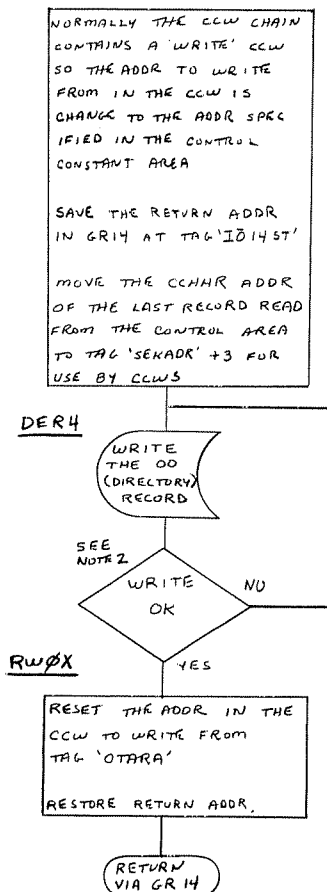 NORMALLY THE CCW CHAIN
CONTAINS A 'WRITE' CCW
SO THE ADDR TO WRITE
FROM IN THE CCW IS
CHANGE TO THE ADDR SPEC
IFIED IN THE CONTROL
CONSTANT AREA
SAVE THE RETURN ADDR
IN GR14 AT TAG 'IŌ14ST'
MOVE THE CCHHR ADDR
OF THE LAST RECORD READ
FROM THE CONTROL AREA
TO TAG 'SEKADR' +3 FOR
USE BY CCWS
DER4
WRITE
THE 00
(DIRECTORY)
RECORD
SEE
NOTE 2
WRITE
OK
NO
YES
RWØX
RESET THE ADDR IN THE
CCW TO WRITE FROM
TAG 'OTARA'
RESTORE RETURN ADDR.
RETURN
VIA GR 14